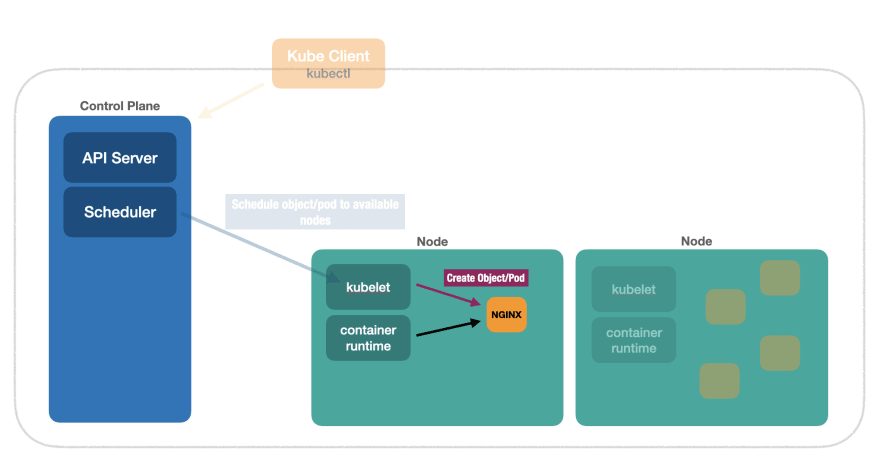 Kube Client
kubectl
Control Plane
API Server
Scheduler
Schedule object/pod to available
nodes
Node
kubelet
Create Object/Pod
NGINX
container
runtime
Node
kubelet
container
runtime